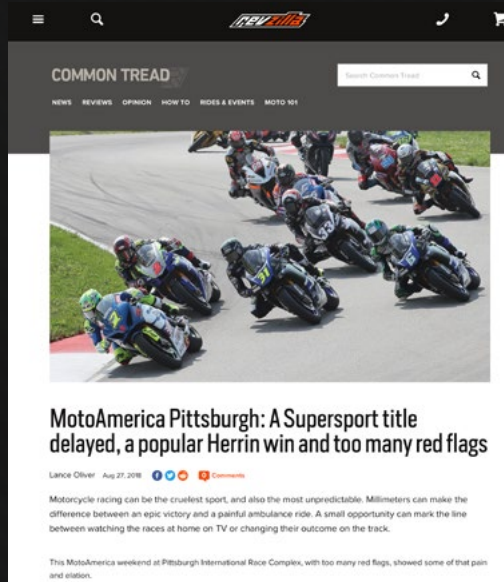 revzilla
COMMON TREAD
Search Common Tread
NEWS REVIEWS OPINION HOW TO RIDES & EVENTS MOTO 101
2
31
MotoAmerica Pittsburgh: A Supersport title
delayed, a popular Herrin win and too many red flags
Lance Oliver Aug 27, 2018 0 Comments
Motorcycle racing can be the cruelest sport, and also the most unpredictable. Millimeters can make the
difference between an epic victory and a painful ambulance ride. A small opportunity can mark the line
between watching the races at home on TV or changing their outcome on the track.
This MotoAmerica weekend at Pittsburgh International Race Complex, with too many red flags, showed some of that pain
and elation.